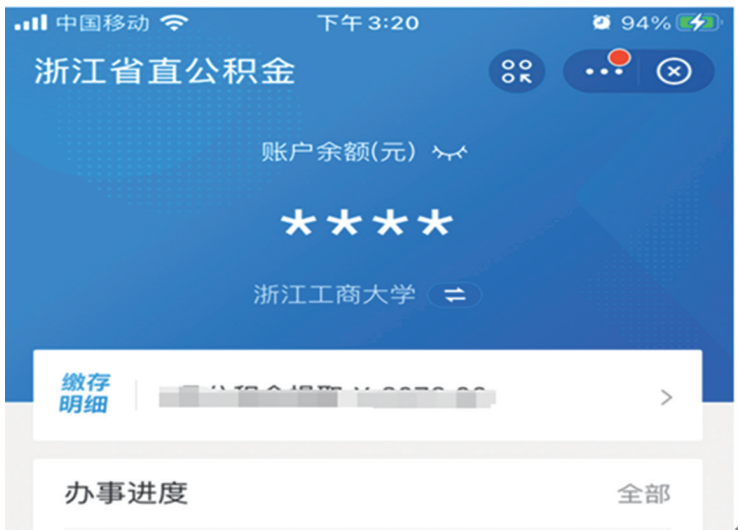 中国移动 下午3:20 94%
浙江省直公积金
账户余额(元)
****
浙江工商大学
缴存
明细
办事进度 全部